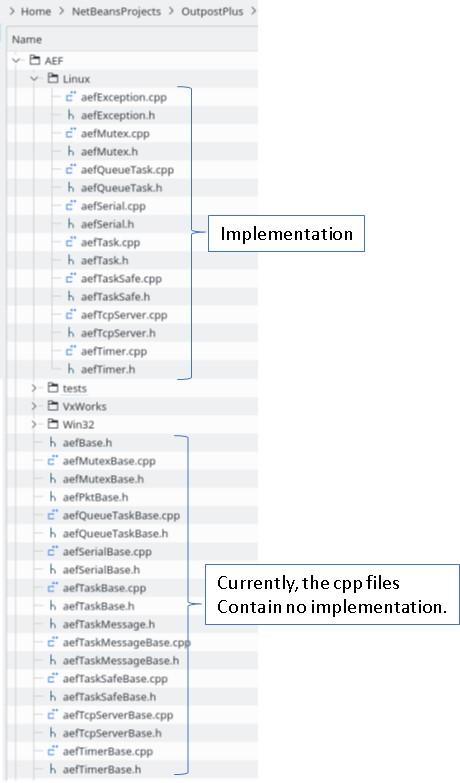 > Home > NetBeansProjects > OutpostPlus >
Name
AEF
Linux
aefException.cpp
aefException.h
aefMutex.cpp
aefMutex.h
aefQueueTask.cpp
aefQueueTask.h
aefSerial.cpp
aefSerial.h
aefTask.cpp
aefTask.h
aefTaskSafe.cpp
aefTaskSafe.h
aefTcpServer.cpp
aefTcpServer.h
aefTimer.cpp
aefTimer.h
Implementation
tests
VxWorks
Win32
aefBase.h
aefMutexBase.cpp
aefMutexBase.h
aefPktBase.h
aefQueueTaskBase.cpp
aefQueueTaskBase.h
aefSerialBase.cpp
aefSerialBase.h
aefTaskBase.cpp
aefTaskBase.h
aefTaskMessage.h
aefTaskMessageBase.cpp
aefTaskMessageBase.h
aefTaskSafeBase.cpp
aefTaskSafeBase.h
aefTcpServerBase.cpp
aefTcpServerBase.h
aefTimerBase.cpp
aefTimerBase.h
Currently, the cpp files
Contain no implementation.